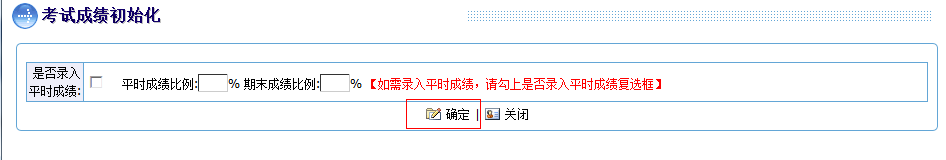 考试成绩初始化
是否录入
平时成绩:
平时成绩比例: % 期末成绩比例: % 【如需录入平时成绩，请勾上是否录入平时成绩复选框】
确定 | 关闭